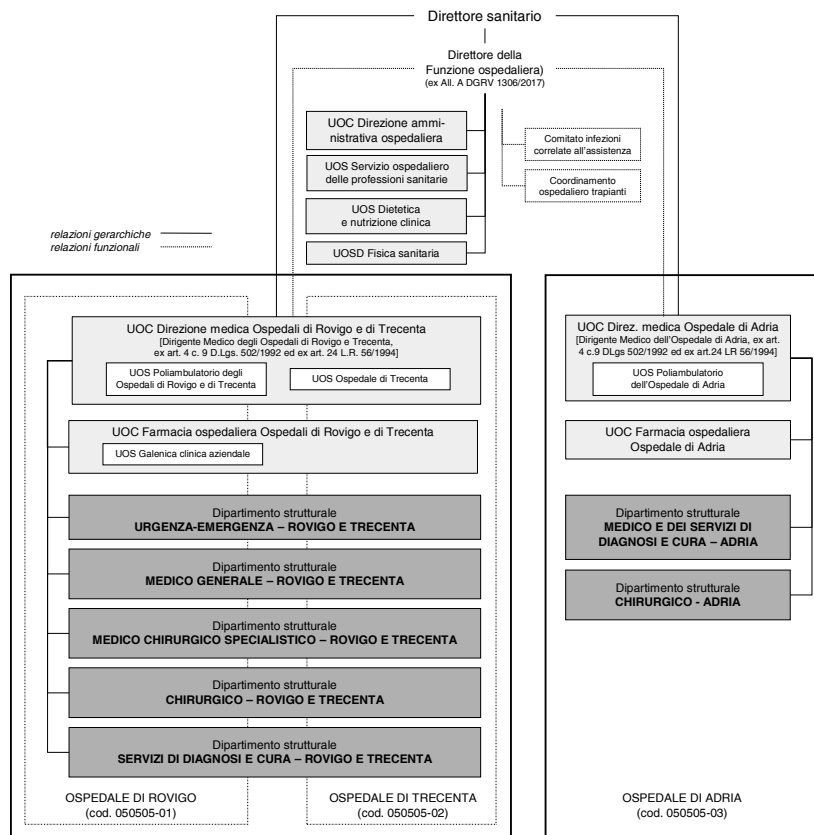 Direttore sanitario
Direttore della
Funzione ospedaliera)
(ex All. A DGRV 1306/2017)
UOC Direzione ammi-
nistrativa ospedaliera
UOS Servizio ospedaliero
delle professioni sanitarie
UOS Dietetica
e nutrizione clinica
UOSD Fisica sanitaria
Comitato infezioni
correlate all'assistenza
Coordinamento
ospedaliero trapianti
relazioni gerarchiche
relazioni funzionali
UOC Direzione medica Ospedali di Rovigo e di Trecenta
[Dirigente Medico degli Ospedali di Rovigo e Trecenta,
ex art. 4 c. 9 D.Lgs. 502/1992 ed ex art. 24 L.R. 56/1994]
UOS Poliambulatorio degli
Ospedali di Rovigo e di Trecenta
UOS Ospedale di Trecenta
UOC Farmacia ospedaliera Ospedali di Rovigo e di Trecenta
UOS Galenica clinica aziendale
Dipartimento strutturale
URGENZA-EMERGENZA – ROVIGO E TRECENTA
Dipartimento strutturale
MEDICO GENERALE – ROVIGO E TRECENTA
Dipartimento strutturale
MEDICO CHIRURGICO SPECIALISTICO – ROVIGO E TRECENTA
Dipartimento strutturale
CHIRURGICO – ROVIGO E TRECENTA
Dipartimento strutturale
SERVIZI DI DIAGNOSI E CURA – ROVIGO E TRECENTA
OSPEDALE DI ROVIGO
(cod. 050505-01)
OSPEDALE DI TRECENTA
(cod. 050505-02)
UOC Direz. medica Ospedale di Adria
[Dirigente Medico dell'Ospedale di Adria, ex art.
4 c.9 DLgs 502/1992 ed ex art.24 LR 56/1994]
UOS Poliambulatorio
dell'Ospedale di Adria
UOC Farmacia ospedaliera
Ospedale di Adria
Dipartimento strutturale
MEDICO E DEI SERVIZI DI
DIAGNOSI E CURA – ADRIA
Dipartimento strutturale
CHIRURGICO - ADRIA
OSPEDALE DI ADRIA
(cod. 050505-03)